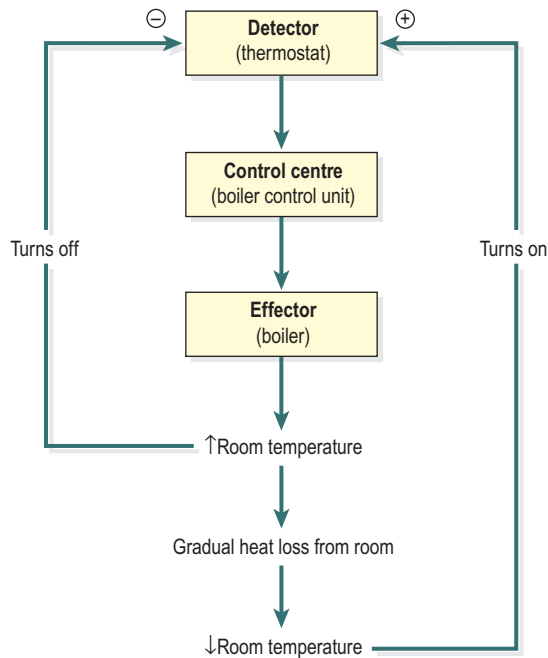 ⊖
⊕
Detector
(thermostat)
Control centre
(boiler control unit)
Turns off
Turns on
Effector
(boiler)
↑Room temperature
Gradual heat loss from room
↓Room temperature